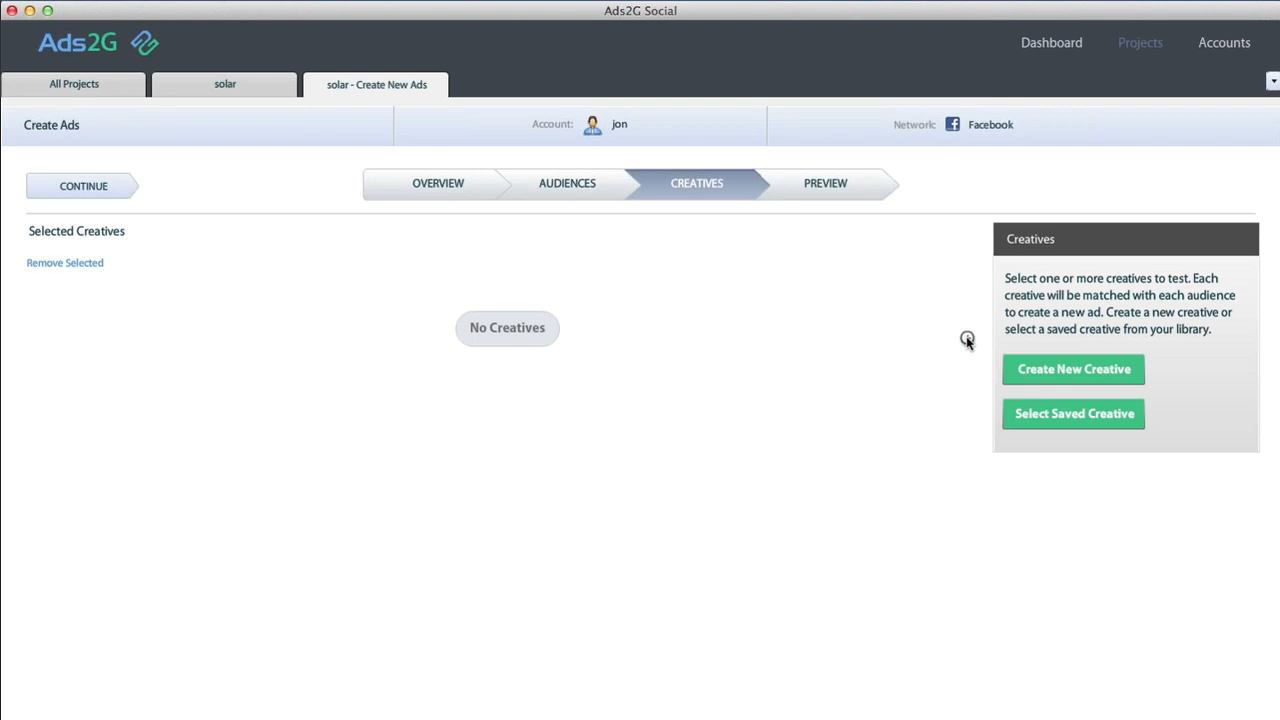 Ads2G Social
Ads2G
Dashboard
Projects
Accounts
All Projects
solar
solar - Create New Ads
Create Ads
Account: jon
Network: Facebook
CONTINUE
OVERVIEW
AUDIENCES
CREATIVES
PREVIEW
Selected Creatives
Remove Selected
No Creatives
Creatives
Select one or more creatives to test. Each
creative will be matched with each audience
to create a new ad. Create a new creative or
select a saved creative from your library.
Create New Creative
Select Saved Creative